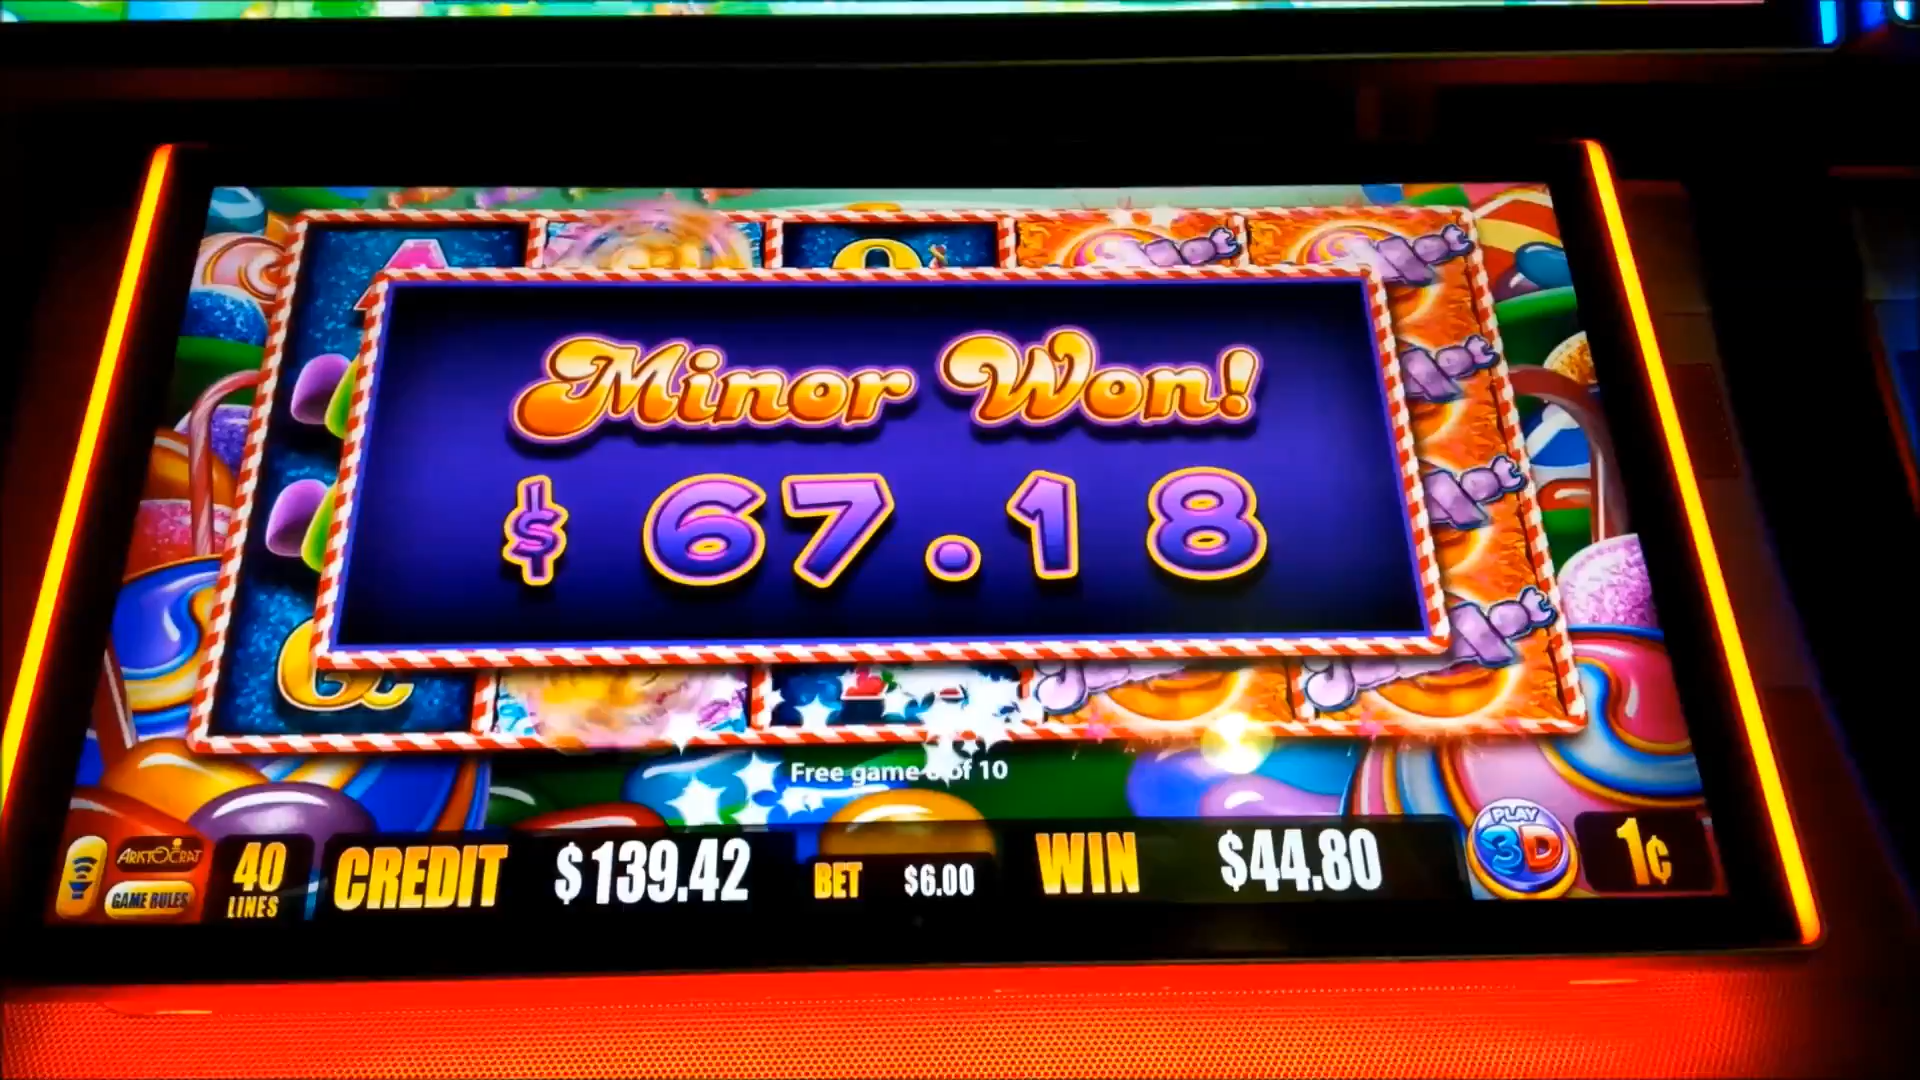 Minor Won!
$ 67.18
Free game of 10
ARISTOCRAT
GAME RULES
40
LINES
CREDIT $139.42
BET $6.00
WIN $44.80
PLAY
3D
1¢